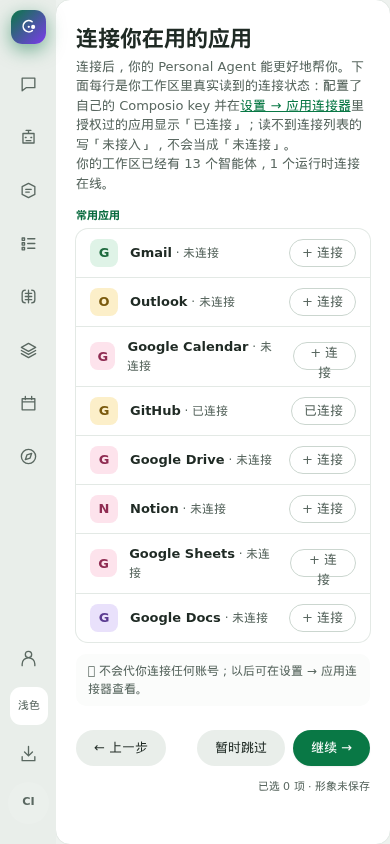 连接你在用的应用
连接后，你的 Personal Agent 能更好地帮你。下
面每行是你工作区里真实读到的连接状态：配置了
自己的 Composio key 并在设置 → 应用连接器里
授权过的应用显示「已连接」；读不到连接列表的
写「未接入」，不会当成「未连接」。
你的工作区已经有 13 个智能体，1 个运行时连接
在线。
常用应用
G Gmail · 未连接 + 连接
O Outlook · 未连接 + 连接
G Google Calendar · 未
连接 + 连
接
G GitHub · 已连接 已连接
G Google Drive · 未连接 + 连接
N Notion · 未连接 + 连接
G Google Sheets · 未连
接 + 连
接
G Google Docs · 未连接 + 连接
不会代你连接任何账号；以后可在设置 → 应用连
接器查看。
← 上一步 暂时跳过 继续 →
已选 0 项 · 形象未保存
浅色
CI